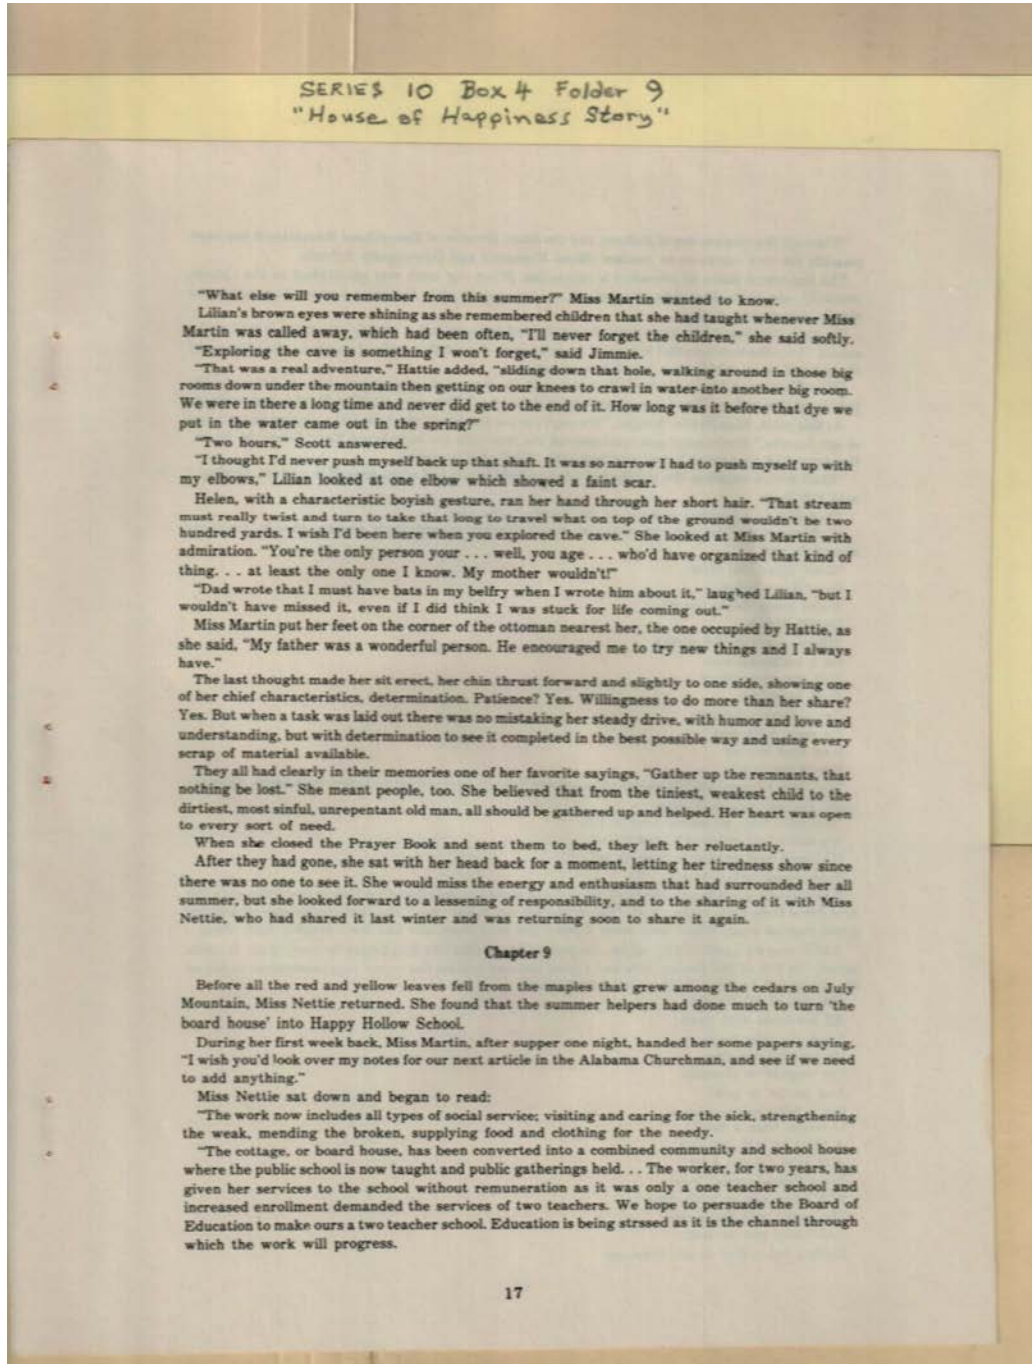 SERIES 10 Box 4 Folder 9
"House of Happiness Story"
"What else will you remember from this summer?" Miss Martin wanted to know.
Lilian's brown eyes were shining as she remembered children that she had taught whenever Miss
Martin was called away, which had been often, "I'll never forget the children," she said softly.
"Exploring the cave is something I won't forget," said Jimmie.
"That was a real adventure," Hattie added, "sliding down that hole, walking around in those big
rooms down under the mountain then getting on our knees to crawl in water into another big room.
We were in there a long time and never did get to the end of it. How long was it before that dye we
put in the water came out in the spring?"
"Two hours," Scott answered.
"I thought I'd never push myself back up that shaft. It was so narrow I had to push myself up with
my elbows," Lilian looked at one elbow which showed a faint scar.
Helen, with a characteristic boyish gesture, ran her hand through her short hair. "That stream
must really twist and turn to take that long to travel what on top of the ground wouldn't be two
hundred yards. I wish I'd been here when you explored the cave." She looked at Miss Martin with
admiration. "You're the only person your . . . well, you age . . . who'd have organized that kind of
thing. . . at least the only one I know. My mother wouldn't!"
"Dad wrote that I must have bats in my belfry when I wrote him about it," laughed Lilian, "but I
wouldn't have missed it, even if I did think I was stuck for life coming out."
Miss Martin put her feet on the corner of the ottoman nearest her, the one occupied by Hattie, as
she said, "My father was a wonderful person. He encouraged me to try new things and I always
have."
The last thought made her sit erect, her chin thrust forward and slightly to one side, showing one
of her chief characteristics, determination. Patience? Yes. Willingness to do more than her share?
Yes. But when a task was laid out there was no mistaking her steady drive, with humor and love and
understanding, but with determination to see it completed in the best possible way and using every
scrap of material available.
They all had clearly in their memories one of her favorite sayings, "Gather up the remnants, that
nothing be lost." She meant people, too. She believed that from the tiniest, weakest child to the
dirtiest, most sinful, unrepentant old man, all should be gathered up and helped. Her heart was open
to every sort of need.
When she closed the Prayer Book and sent them to bed, they left her reluctantly.
After they had gone, she sat with her head back for a moment, letting her tiredness show since
there was no one to see it. She would miss the energy and enthusiasm that had surrounded her all
summer, but she looked forward to a lessening of responsibility, and to the sharing of it with Miss
Nettie, who had shared it last winter and was returning soon to share it again.
Chapter 9
Before all the red and yellow leaves fell from the maples that grew among the cedars on July
Mountain, Miss Nettie returned. She found that the summer helpers had done much to turn 'the
board house' into Happy Hollow School.
During her first week back, Miss Martin, after supper one night, handed her some papers saying,
"I wish you'd look over my notes for our next article in the Alabama Churchman, and see if we need
to add anything."
Miss Nettie sat down and began to read:
"The work now includes all types of social service; visiting and caring for the sick, strengthening
the weak, mending the broken, supplying food and clothing for the needy.
"The cottage, or board house, has been converted into a combined community and school house
where the public school is now taught and public gatherings held. . . The worker, for two years, has
given her services to the school without remuneration as it was only a one teacher school and
increased enrollment demanded the services of two teachers. We hope to persuade the Board of
Education to make ours a two teacher school. Education is being strssed as it is the channel through
which the work will progress.
17